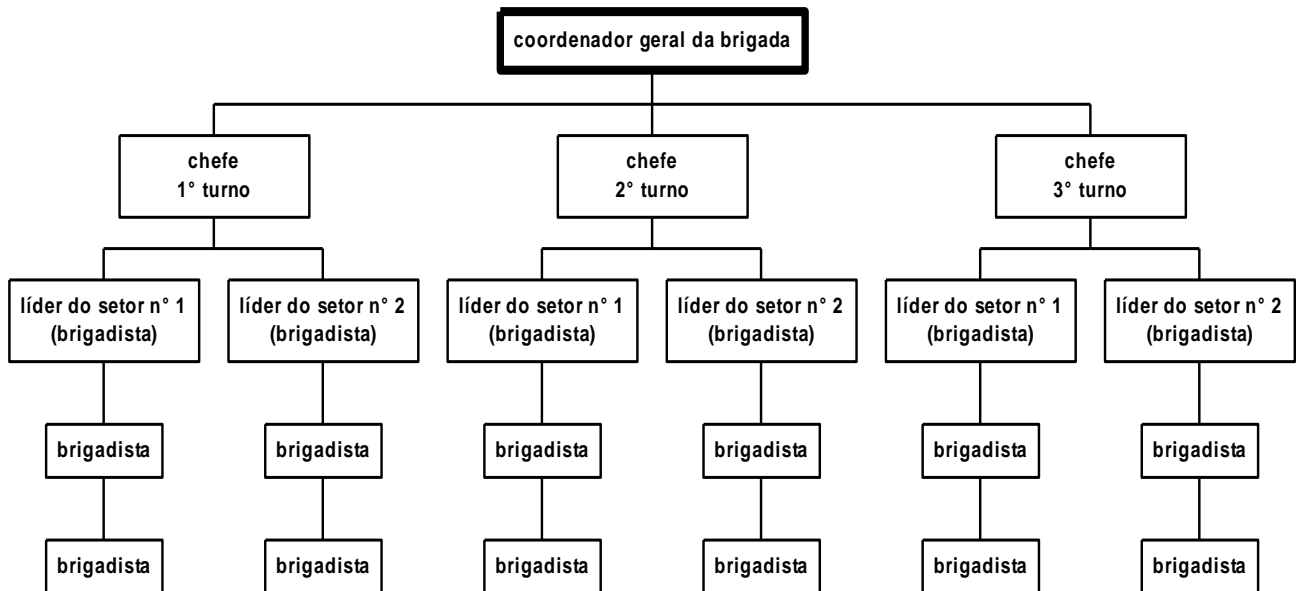 coordenador geral da brigada
chefe
1° turno
chefe
2° turno
chefe
3° turno
líder do setor n° 1
(brigadista)
líder do setor n° 2
(brigadista)
líder do setor n° 1
(brigadista)
líder do setor n° 2
(brigadista)
líder do setor n° 1
(brigadista)
líder do setor n° 2
(brigadista)
brigadista
brigadista
brigadista
brigadista
brigadista
brigadista
brigadista
brigadista
brigadista
brigadista
brigadista
brigadista